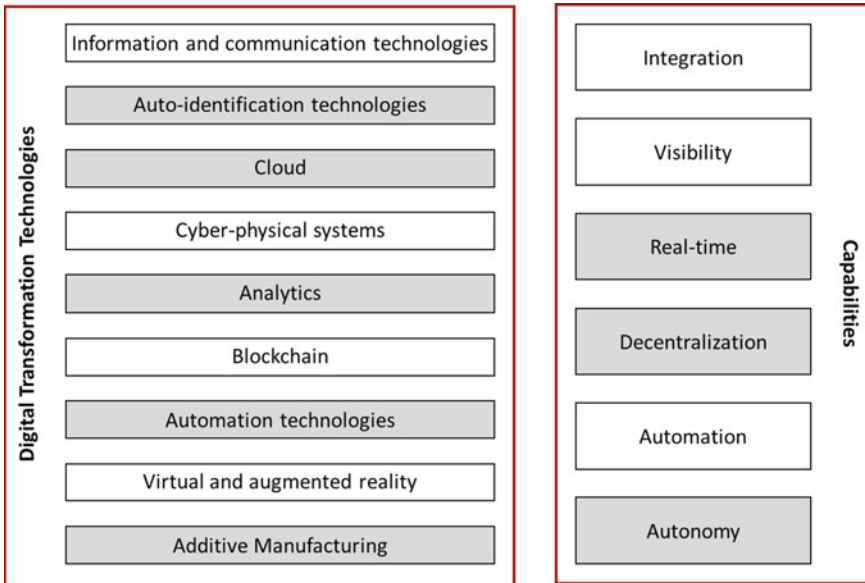 Digital Transformation Technologies
Information and communication technologies
Auto-identification technologies
Cloud
Cyber-physical systems
Analytics
Blockchain
Automation technologies
Virtual and augmented reality
Additive Manufacturing
Integration
Visibility
Real-time
Decentralization
Automation
Autonomy
Capabilities